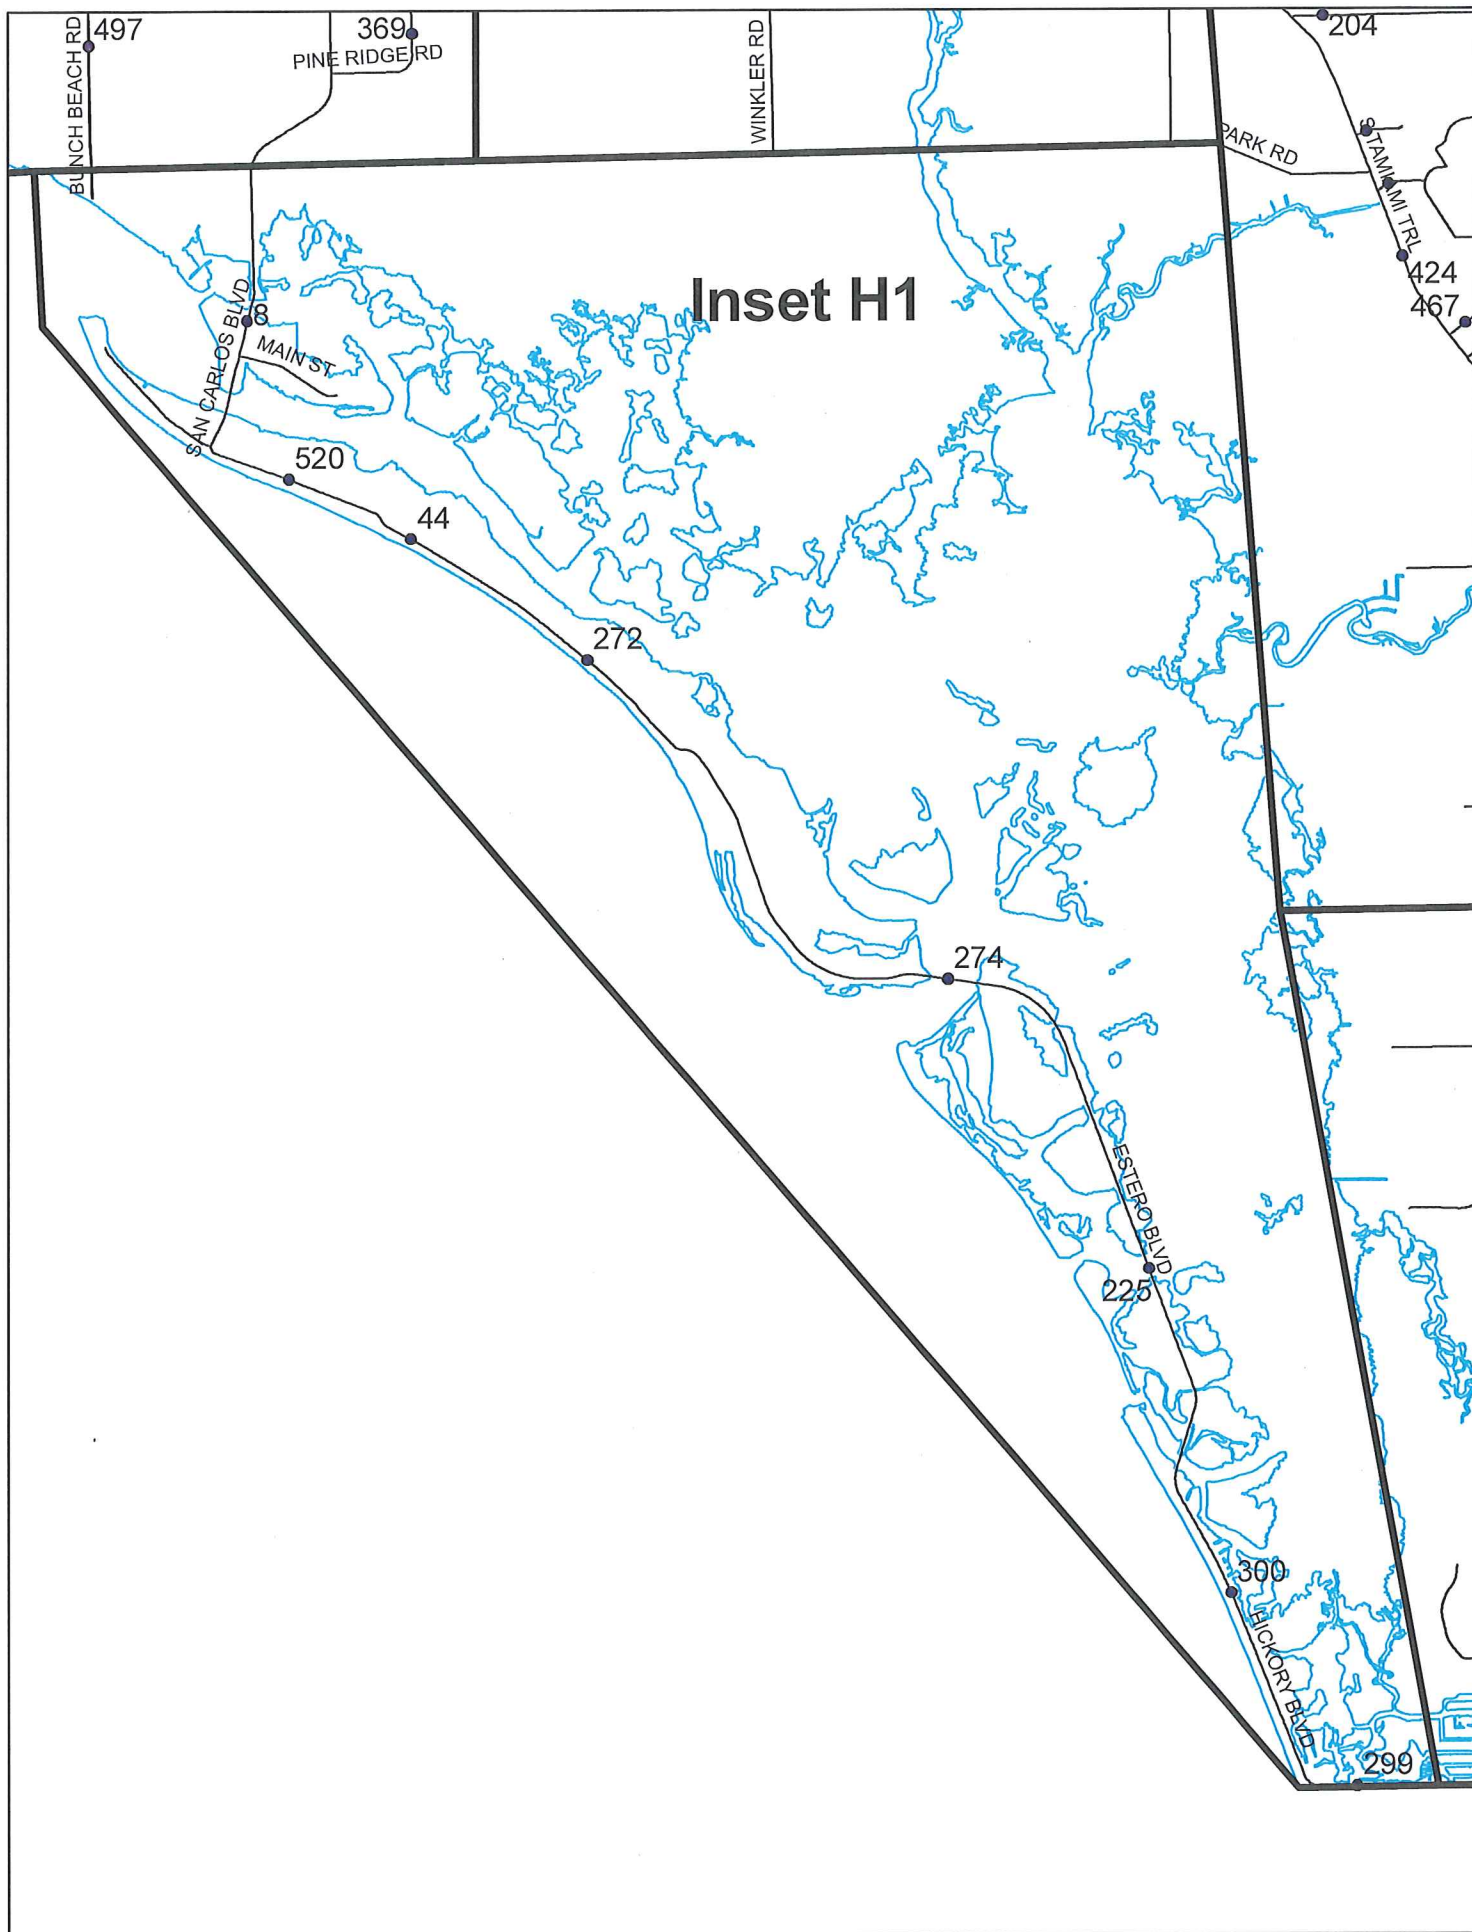 497
369
204
BUNCH BEACH RD
PINE RIDGE RD
WINKLER RD
PARK RD
S TAMIAMI TRL
424
467
Inset H1
8
SAN CARLOS BLVD
MAIN ST
520
44
272
274
ESTERO BLVD
225
300
HICKORY BLVD
299